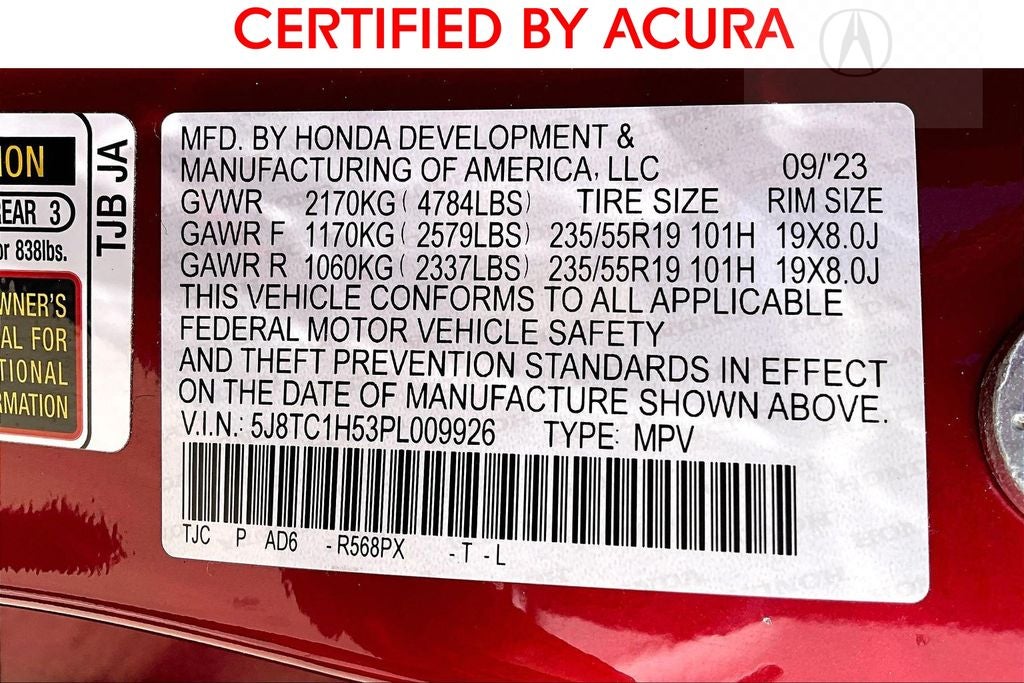 CERTIFIED BY ACURA
ION
REAR 3
or 838lbs.
WNER'S
AL FOR
TIONAL
RMATION
TJB JA
MFD. BY HONDA DEVELOPMENT &
MANUFACTURING OF AMERICA, LLC 09/'23
GVWR 2170KG ( 4784LBS) TIRE SIZE RIM SIZE
GAWR F 1170KG ( 2579LBS) 235/55R19 101H 19X8.0J
GAWR R 1060KG ( 2337LBS) 235/55R19 101H 19X8.0J
THIS VEHICLE CONFORMS TO ALL APPLICABLE
FEDERAL MOTOR VEHICLE SAFETY
AND THEFT PREVENTION STANDARDS IN EFFECT
ON THE DATE OF MANUFACTURE SHOWN ABOVE.
V.I.N.: 5J8TC1H53PL009926 TYPE: MPV
TJC P AD6 -R568PX -T -L